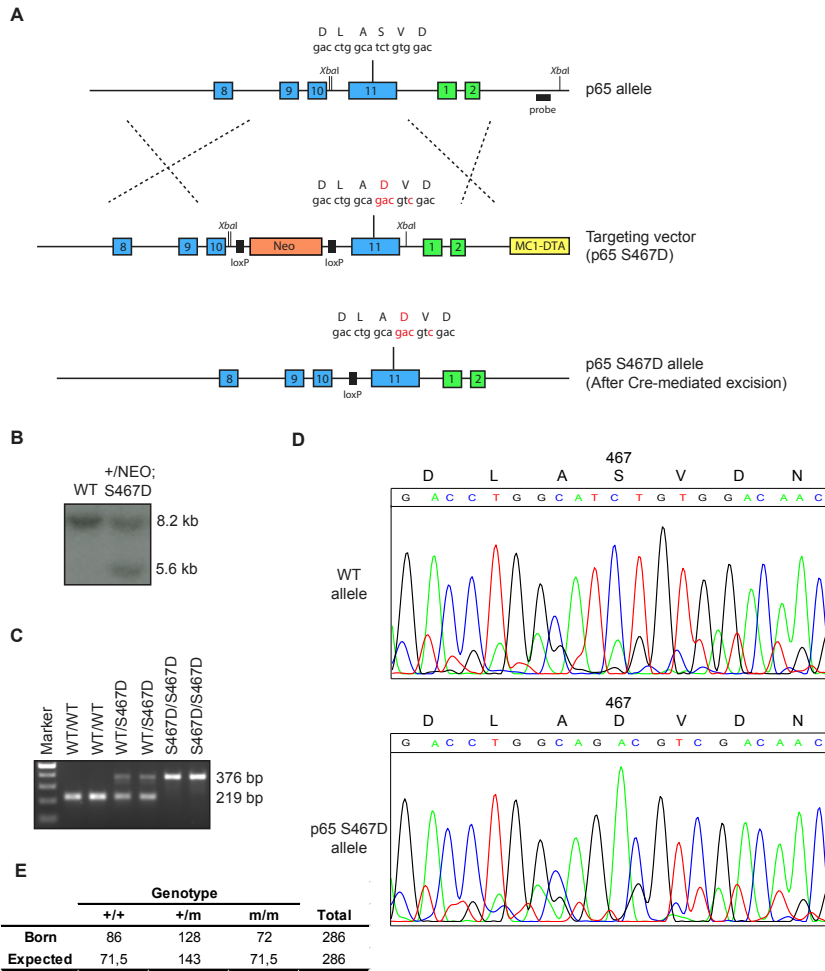 A
D L A S V D
gac ctg gca tct gtg gac
XbaI
XbaI
8
9
10
11
1
2
probe
p65 allele
D L A D V D
gac ctg gca gac gtc gac
XbaI
XbaI
8
9
10
Neo
11
1
2
MC1-DTA
loxP
loxP
Targeting vector
(p65 S467D)
D L A D V D
gac ctg gca gac gtc gac
8
9
10
11
1
2
loxP
p65 S467D allele
(After Cre-mediated excision)
B
WT
+/NEO;
S467D
8.2 kb
5.6 kb
C
Marker
WT/WT
WT/WT
WT/S467D
WT/S467D
S467D/S467D
S467D/S467D
376 bp
219 bp
D
467
D L A S V D N
G A C C T G G C A T C T G T G G A C A A C
WT
allele
467
D L A D V D N
G A C C T G G C A G A C G T C G A C A A C
p65 S467D
allele
E
Genotype
+/+ +/m m/m Total
Born 86 128 72 286
Expected 71,5 143 71,5 286